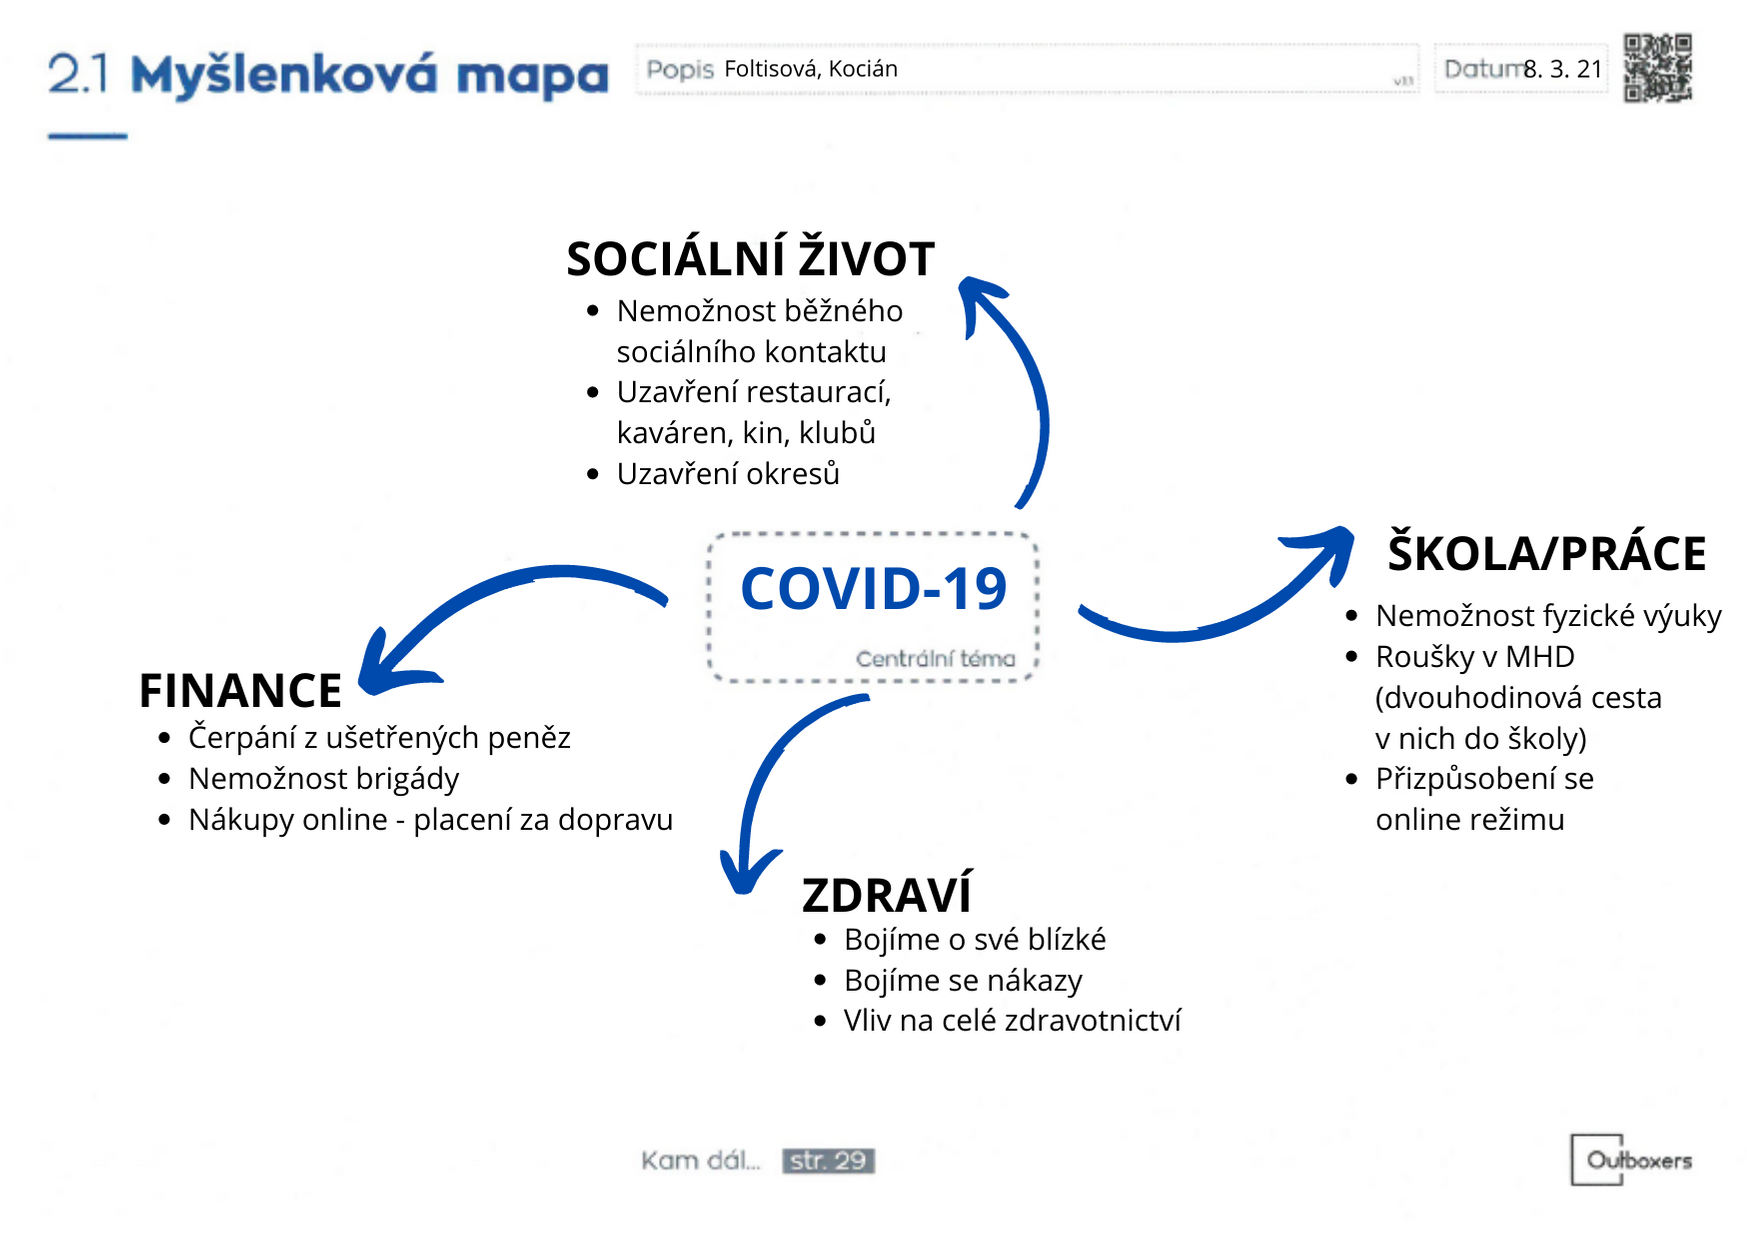 2.1 Myšlenková mapa
Popis Foltisová, Kocián
v1.1
Datum 8. 3. 21
SOCIÁLNÍ ŽIVOT
• Nemožnost běžného
sociálního kontaktu
• Uzavření restaurací,
kaváren, kin, klubů
• Uzavření okresů
COVID-19
Centrální téma
ŠKOLA/PRÁCE
• Nemožnost fyzické výuky
• Roušky v MHD
(dvouhodinová cesta
v nich do školy)
• Přizpůsobení se
online režimu
FINANCE
• Čerpání z ušetřených peněz
• Nemožnost brigády
• Nákupy online - placení za dopravu
ZDRAVÍ
• Bojíme o své blízké
• Bojíme se nákazy
• Vliv na celé zdravotnictví
Kam dál... str. 29
Outboxers